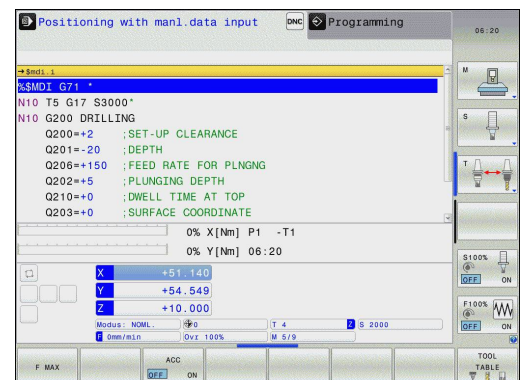 Positioning with manl.data input DNC Programming
06:20
→$mdi.i
%$MDI G71 *
N10 T5 G17 S3000*
N10 G200 DRILLING
Q200=+2 ;SET-UP CLEARANCE
Q201=-20 ;DEPTH
Q206=+150 ;FEED RATE FOR PLNGNG
Q202=+5 ;PLUNGING DEPTH
Q210=+0 ;DWELL TIME AT TOP
Q203=+0 ;SURFACE COORDINATE
0% X[Nm] P1 -T1
0% Y[Nm] 06:20
X +51.140
Y +54.549
Z +10.000
Modus: NOML. 0 T 4 Z S 2000
F 0mm/min Ovr 100% M 5/9
M
S
T
S100%
OFF ON
F100%
OFF ON
F MAX
ACC
OFF ON
TOOL
TABLE